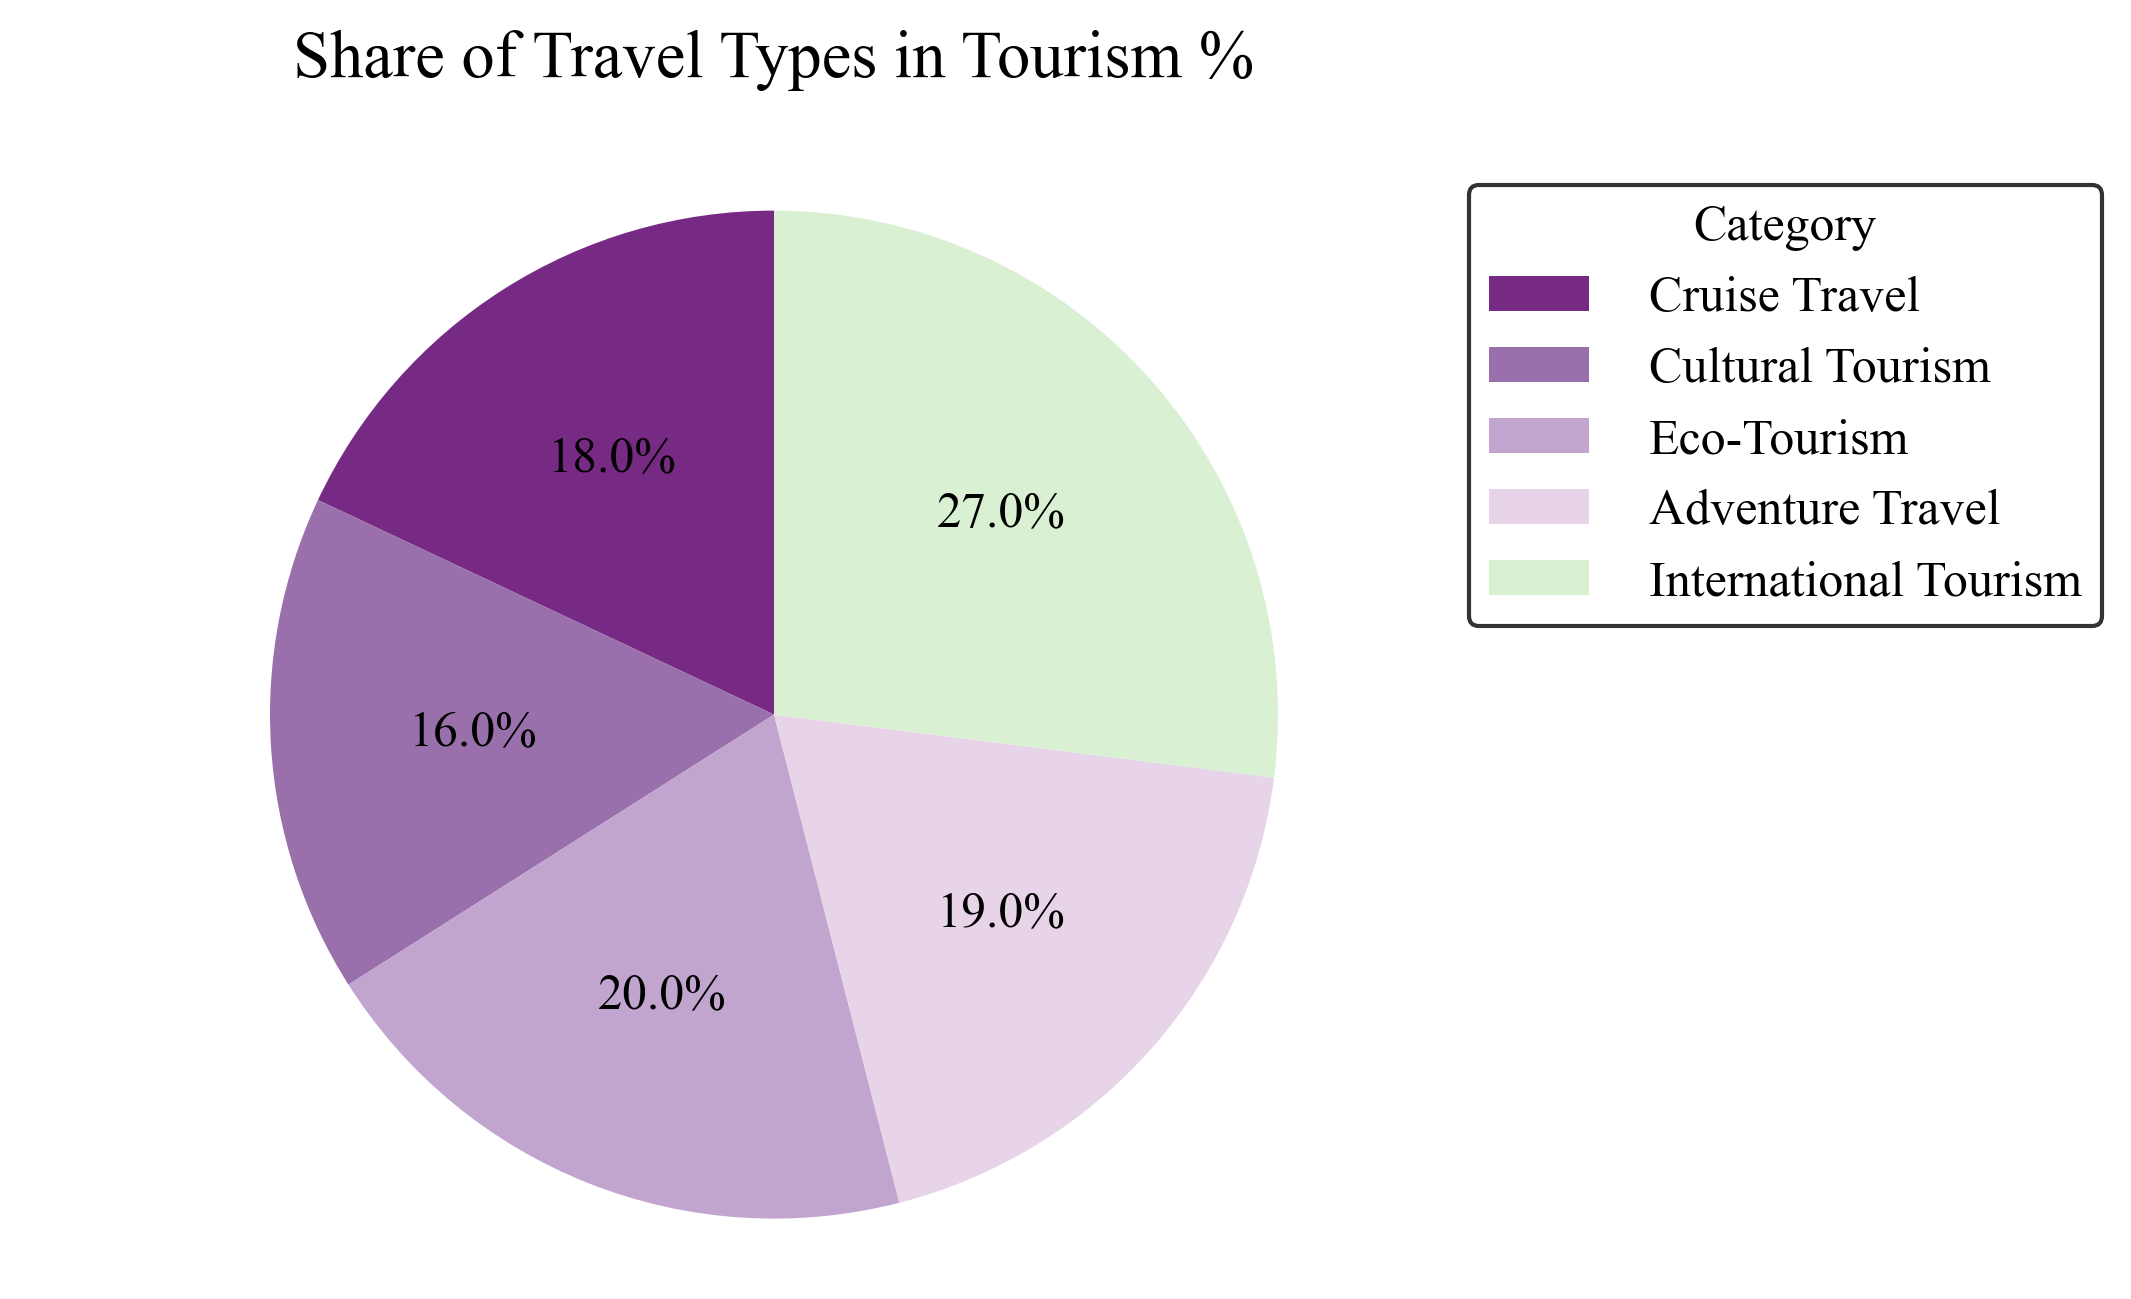 Share of Travel Types in Tourism %
Category
Cruise Travel
Cultural Tourism
Eco-Tourism
Adventure Travel
International Tourism
18.0%
27.0%
16.0%
19.0%
20.0%